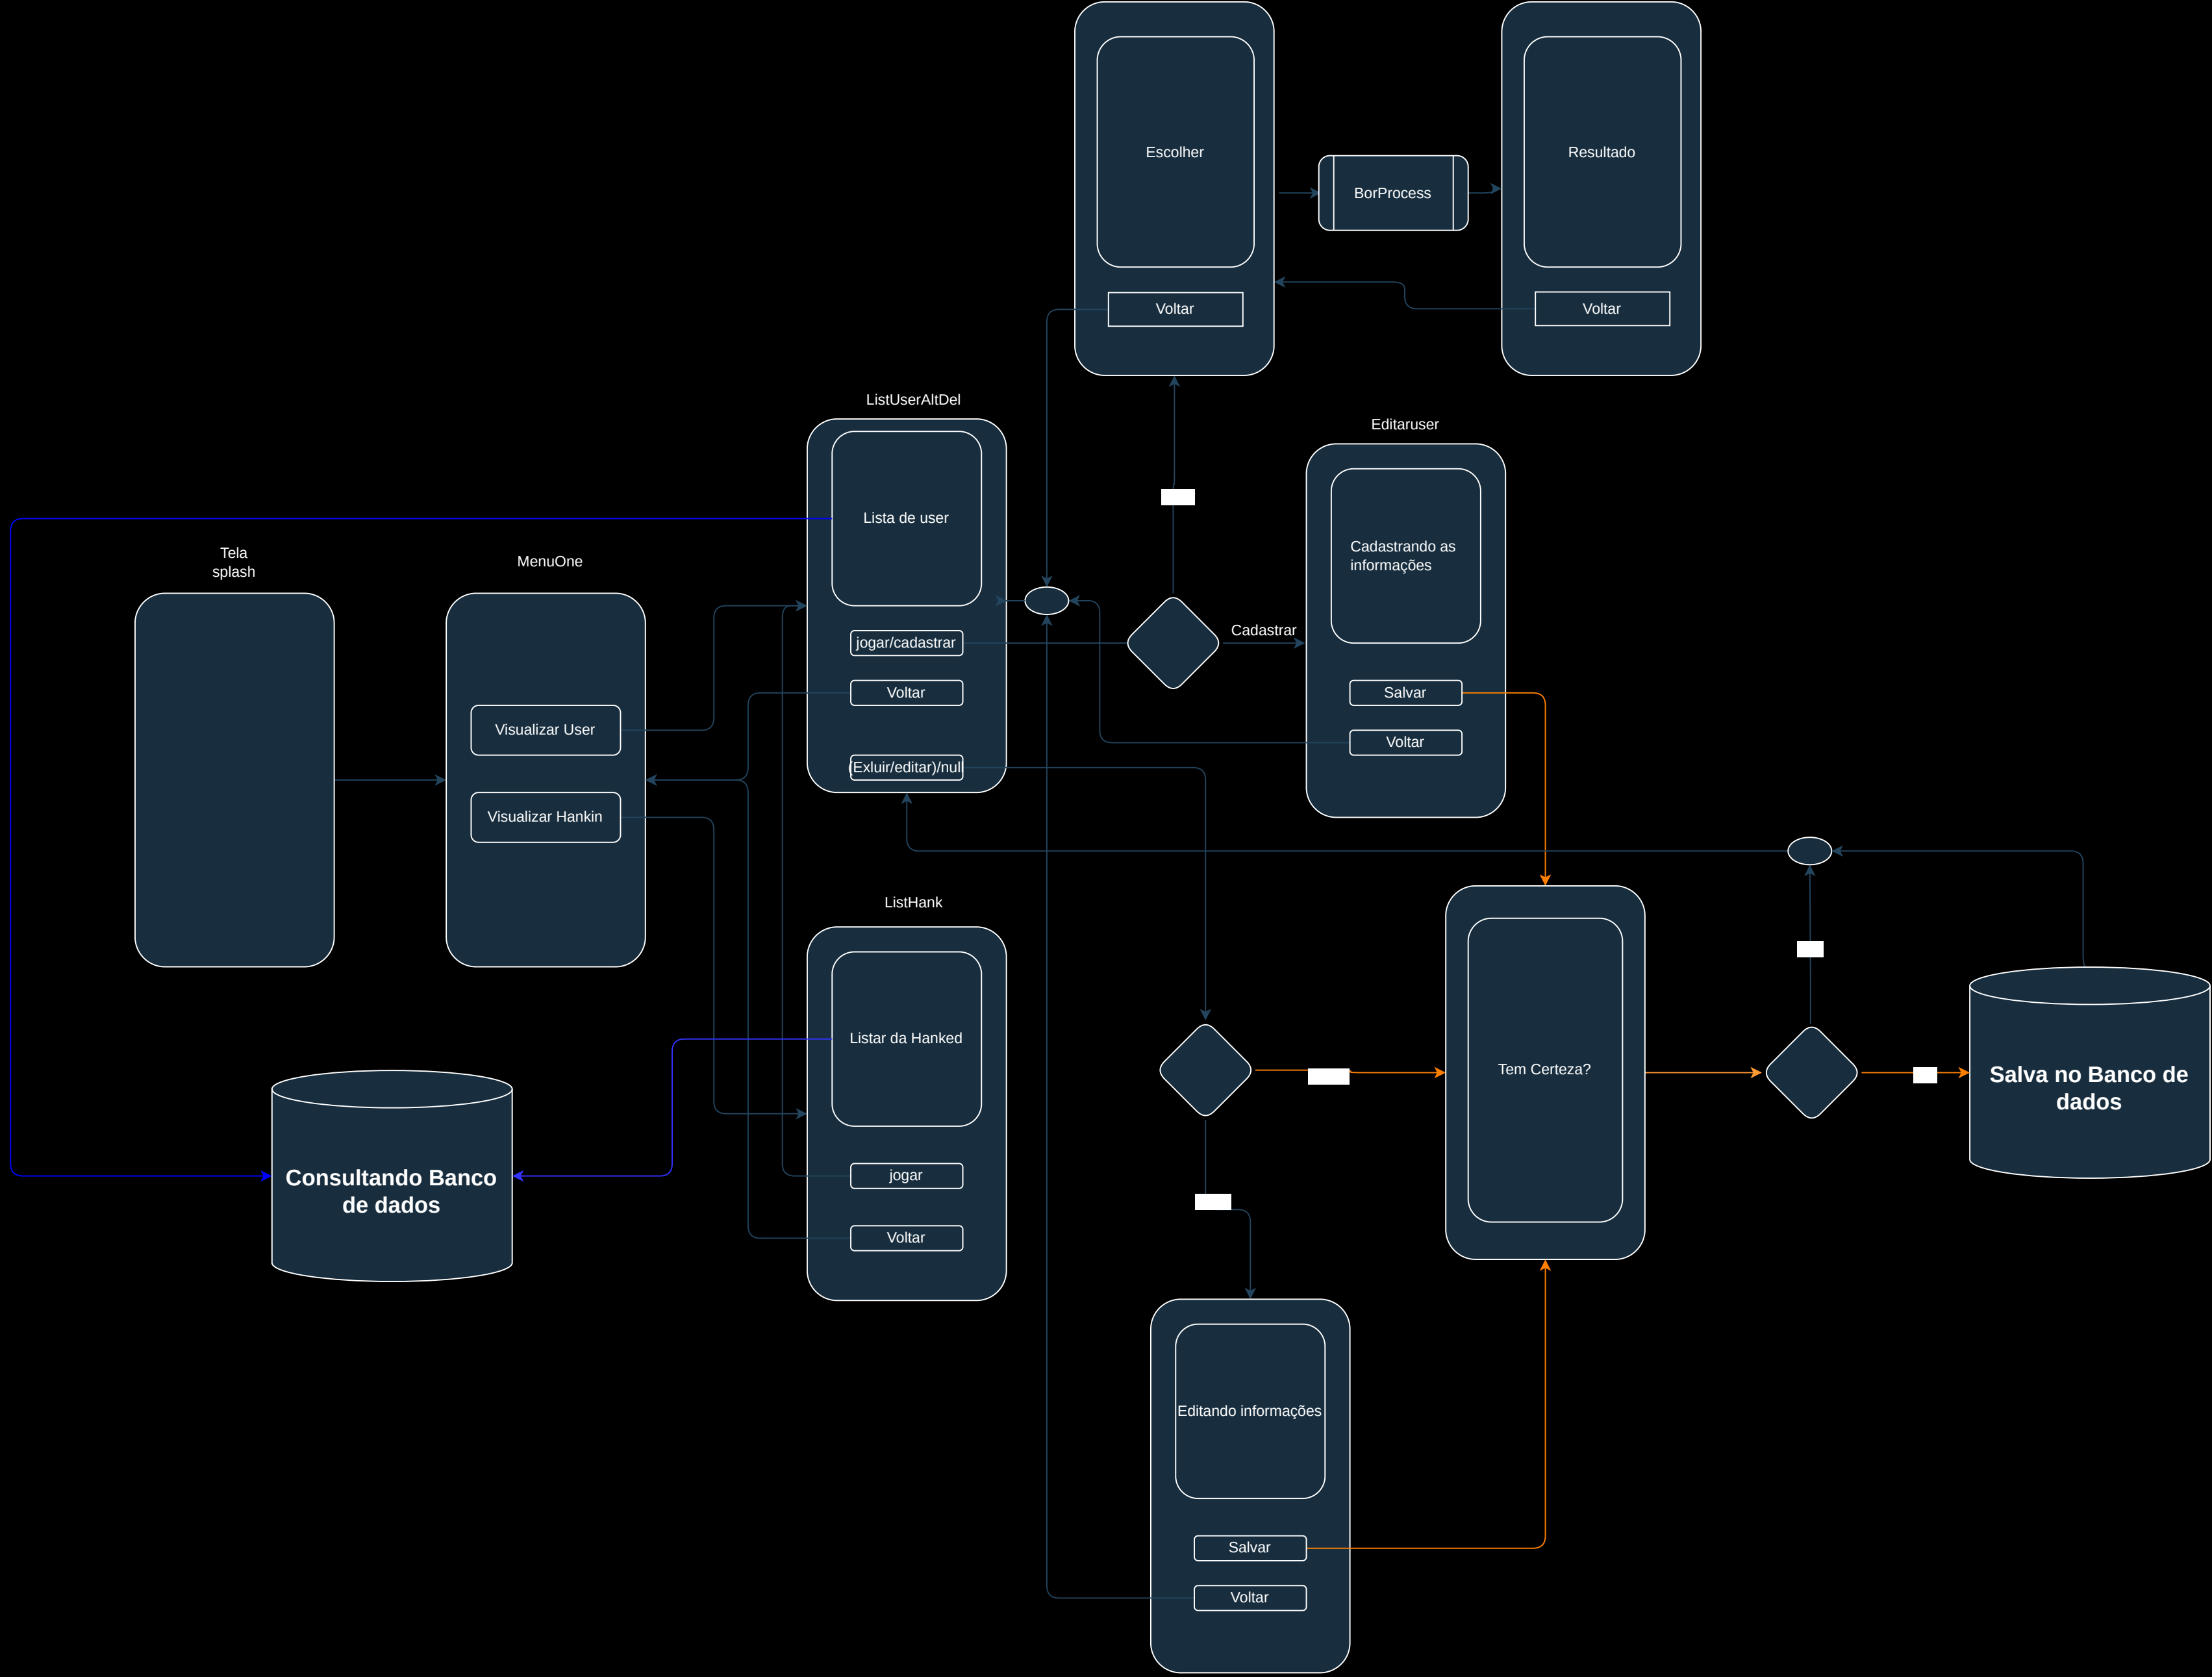 Escolher
Resultado
BorProcess
Voltar
Voltar
ListUserAltDel
Editaruser
Lista de user
Tela
splash
MenuOne
Cadastrando as
informações
Cadastrar
jogar/cadastrar
Voltar
Salvar
Visualizar User
Voltar
(Exluir/editar)/null
Visualizar Hankin
ListHank
Listar da Hanked
Tem Certeza?
Salva no Banco de
dados
Consultando Banco
de dados
jogar
Voltar
Editando informações
Salvar
Voltar